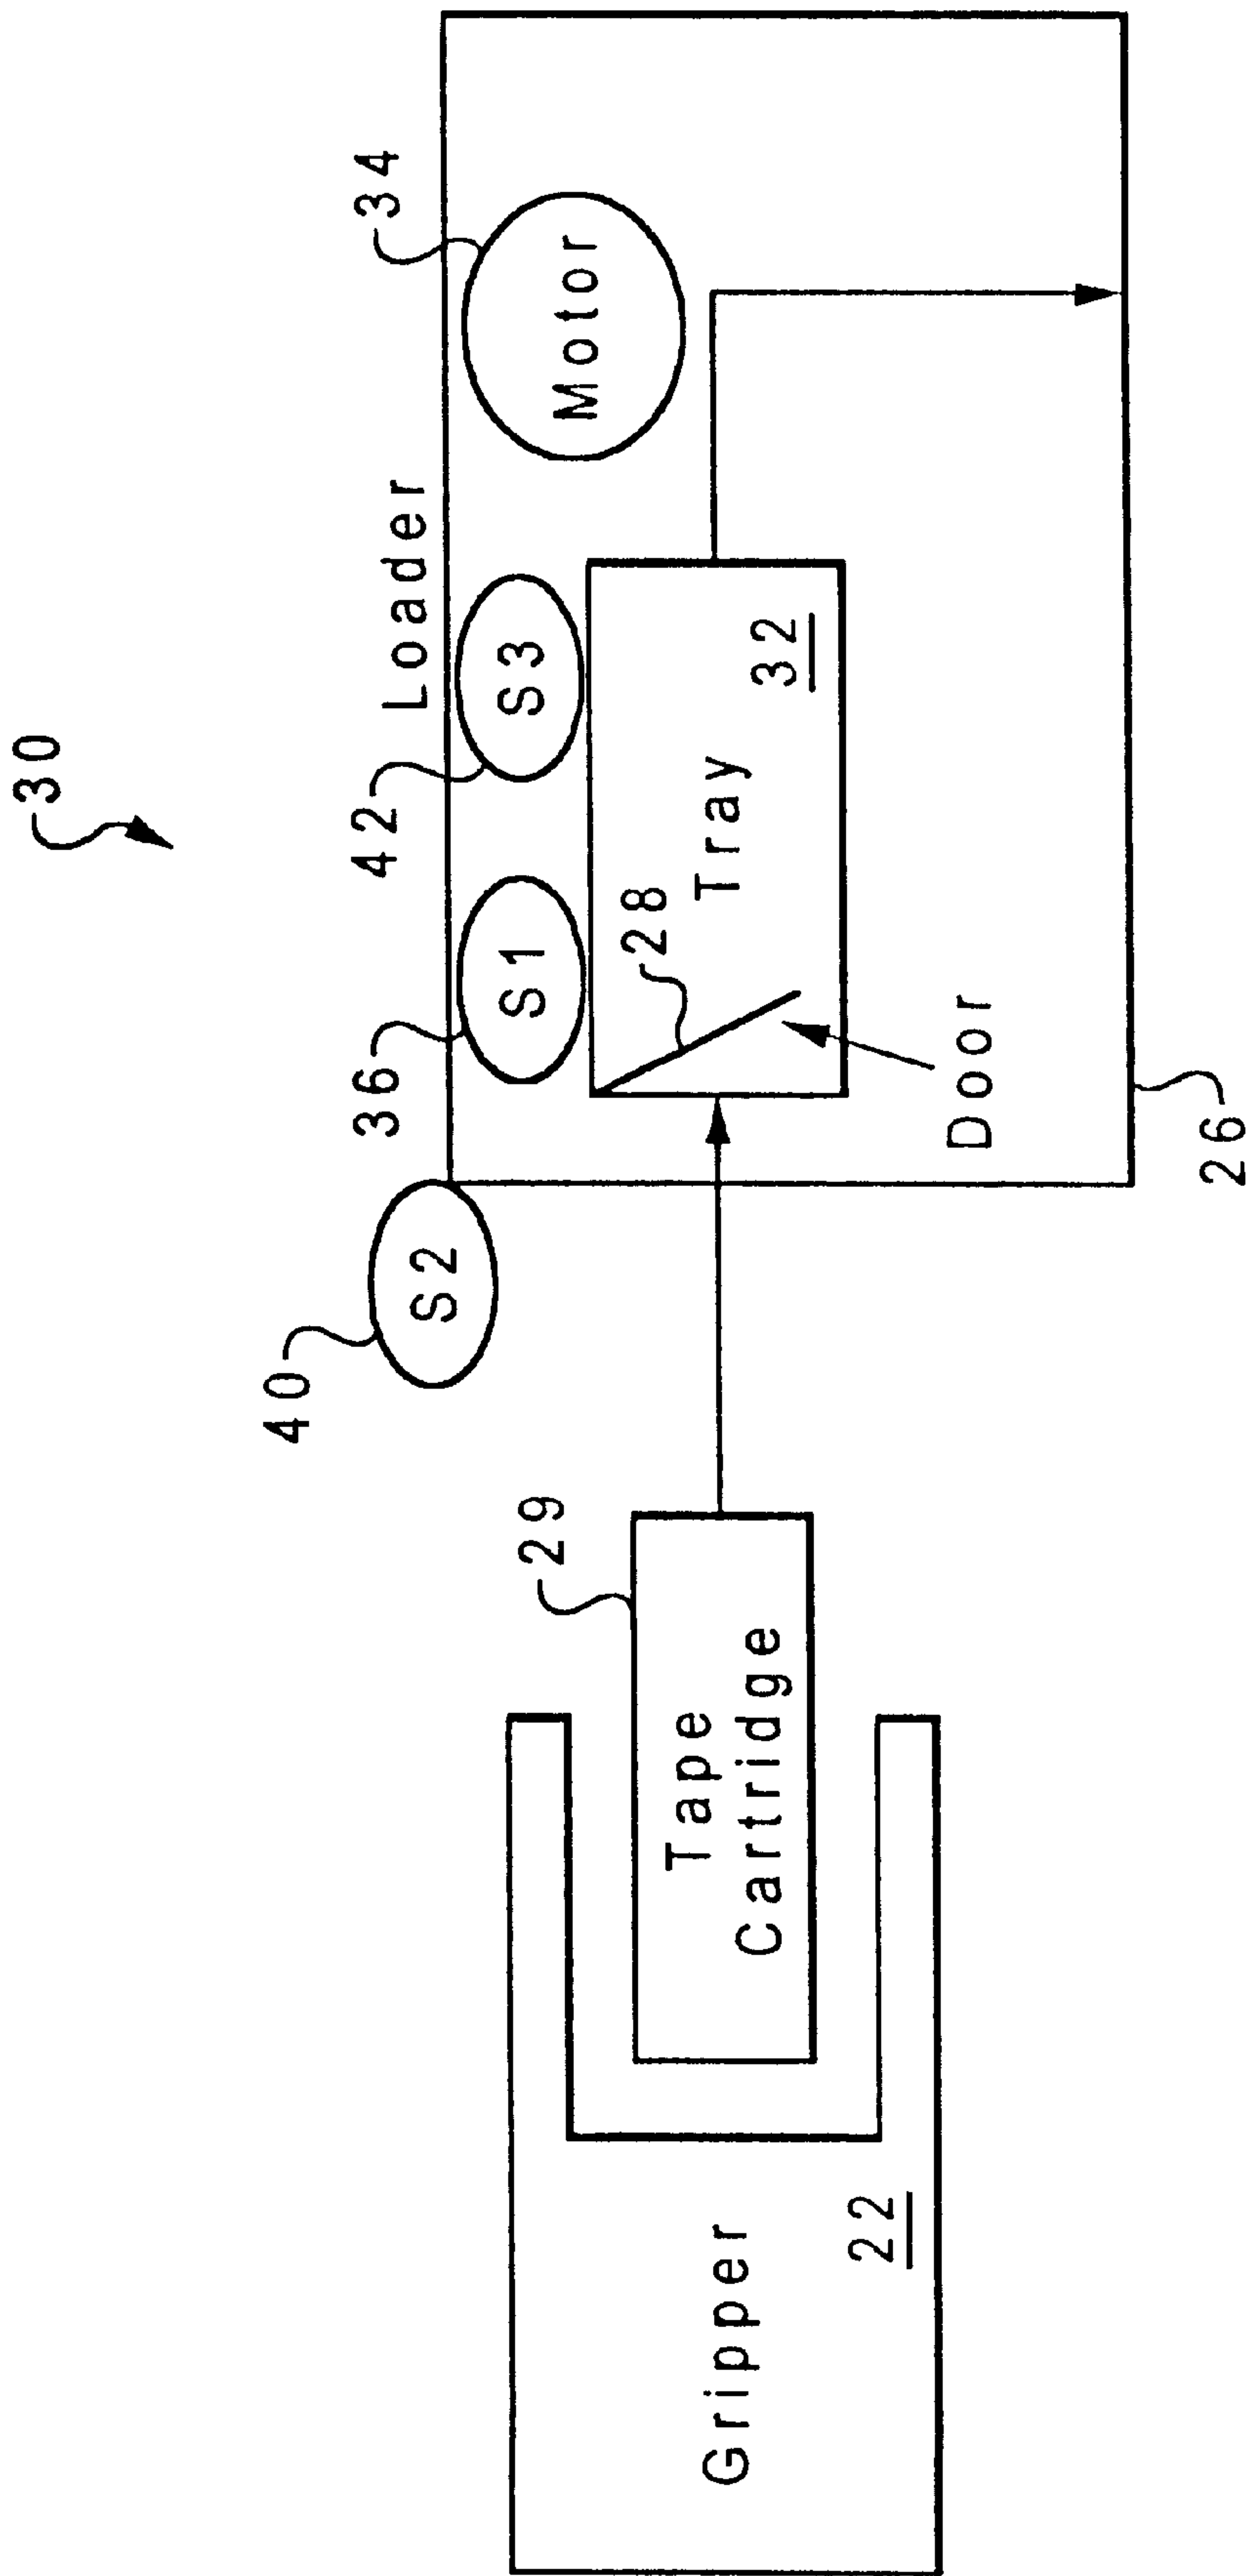 30
Loader
34
42
36
40
S2
S1
S3
Motor
29
28
Tray
32
Door
26
Tape
Cartridge
Gripper
22